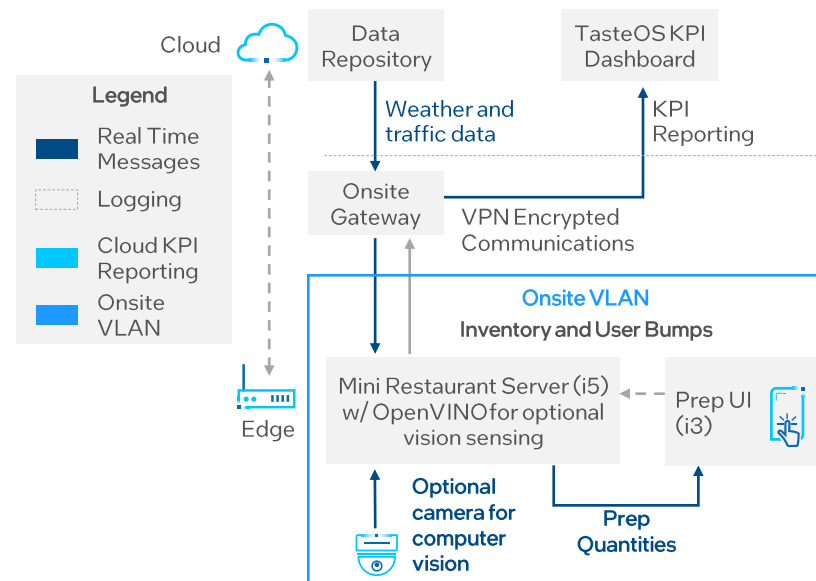 Cloud
Data
Repository
TasteOS KPI
Dashboard
Legend
Real Time
Messages
Logging
Cloud KPI
Reporting
Onsite
VLAN
Weather and
traffic data
KPI
Reporting
Onsite
Gateway
VPN Encrypted
Communications
Onsite VLAN
Inventory and User Bumps
Mini Restaurant Server (i5)
w/ OpenVINO for optional
vision sensing
Prep UI
(i3)
Edge
Optional
camera for
computer
vision
Prep
Quantities